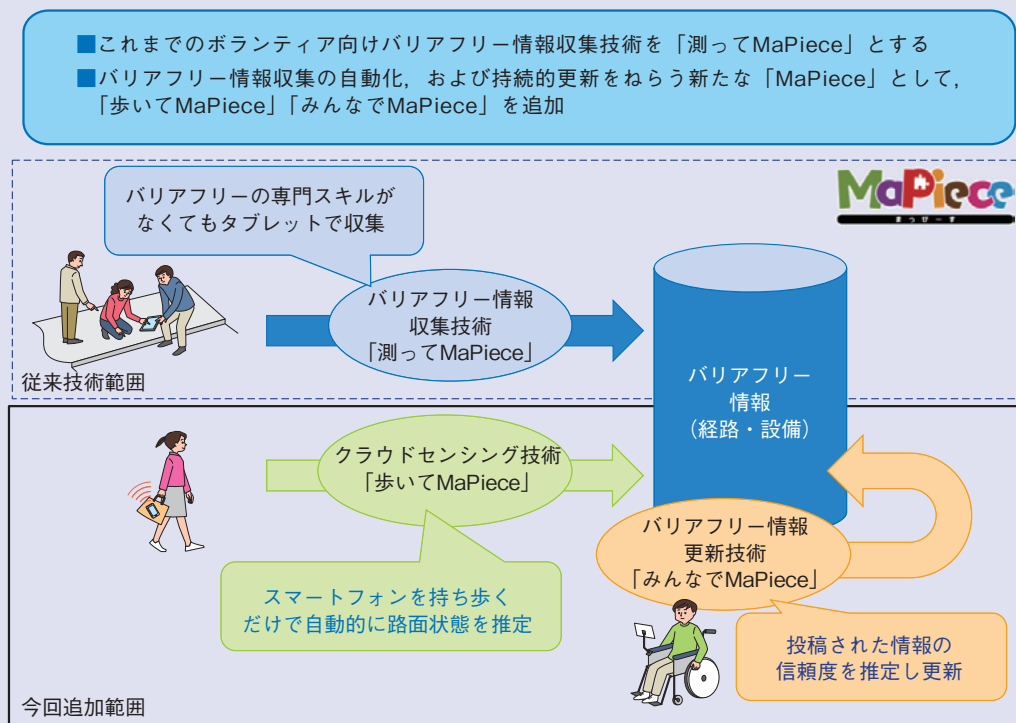 ■これまでのボランティア向けバリアフリー情報収集技術を「測ってMaPiece」とする
■バリアフリー情報収集の自動化，および持続的更新をねらう新たな「MaPiece」として，
「歩いてMaPiece」「みんなでMaPiece」を追加
バリアフリーの専門スキルが
なくてもタブレットで収集
MaPiece
まっぴーす
バリアフリー情報
収集技術
「測ってMaPiece」
従来技術範囲
バリアフリー
情報
（経路・設備）
クラウドセンシング技術
「歩いてMaPiece」
スマートフォンを持ち歩く
だけで自動的に路面状態を推定
バリアフリー情報
更新技術
「みんなでMaPiece」
投稿された情報の
信頼度を推定し更新
今回追加範囲